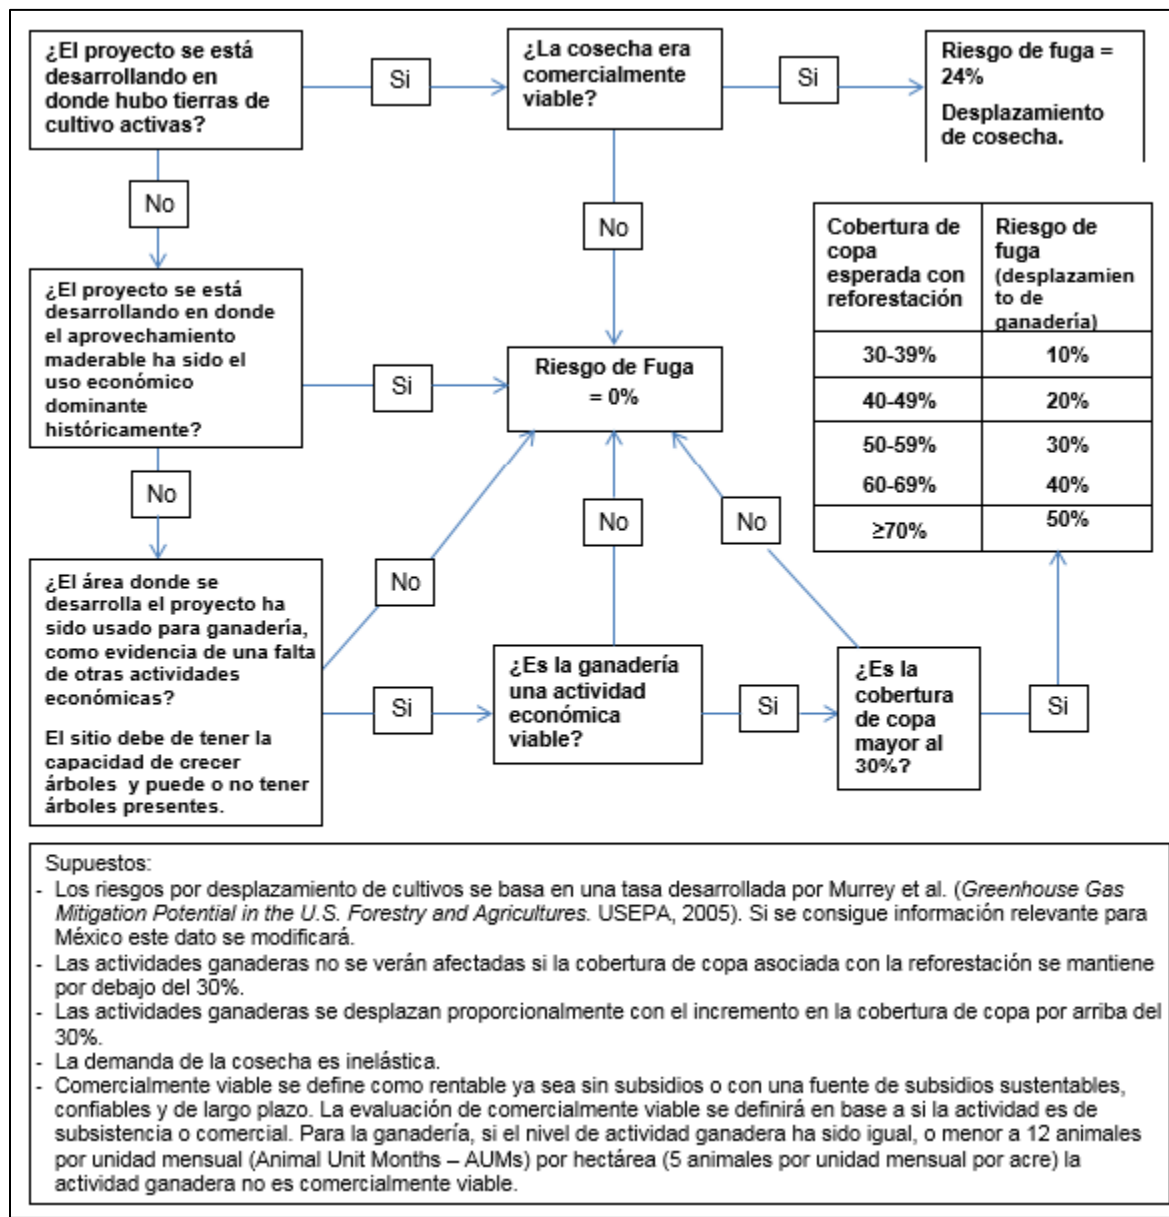 ¿El proyecto se está
desarrollando en
donde hubo tierras de
cultivo activas?
Si
¿La cosecha era
comercialmente
viable?
Si
Riesgo de fuga =
24%
Desplazamiento
de cosecha.
No
No
¿El proyecto se está
desarrollando en donde
el aprovechamiento
maderable ha sido el
uso económico
dominante
históricamente?
Si
Riesgo de Fuga
= 0%
Cobertura de
copa
esperada con
reforestación
Riesgo de
fuga
(desplazamien
to de
ganadería)
30-39%
10%
40-49%
20%
50-59%
30%
60-69%
40%
≥70%
50%
No
No
No
No
¿El área donde se
desarrolla el proyecto ha
sido usado para ganadería,
como evidencia de una falta
de otras actividades
económicas?
El sitio debe de tener la
capacidad de crecer
árboles y puede o no tener
árboles presentes.
Si
¿Es la ganadería
una actividad
económica
viable?
Si
¿Es la
cobertura
de copa
mayor al
30%?
Si
Supuestos:
- Los riesgos por desplazamiento de cultivos se basa en una tasa desarrollada por Murrey et al. (Greenhouse Gas
Mitigation Potential in the U.S. Forestry and Agricultures. USEPA, 2005). Si se consigue información relevante para
México este dato se modificará.
- Las actividades ganaderas no se verán afectadas si la cobertura de copa asociada con la reforestación se mantiene
por debajo del 30%.
- Las actividades ganaderas se desplazan proporcionalmente con el incremento en la cobertura de copa por arriba del
30%.
- La demanda de la cosecha es inelástica.
- Comercialmente viable se define como rentable ya sea sin subsidios o con una fuente de subsidios sustentables,
confiables y de largo plazo. La evaluación de comercialmente viable se definirá en base a si la actividad es de
subsistencia o comercial. Para la ganadería, si el nivel de actividad ganadera ha sido igual, o menor a 12 animales
por unidad mensual (Animal Unit Months – AUMs) por hectárea (5 animales por unidad mensual por acre) la
actividad ganadera no es comercialmente viable.